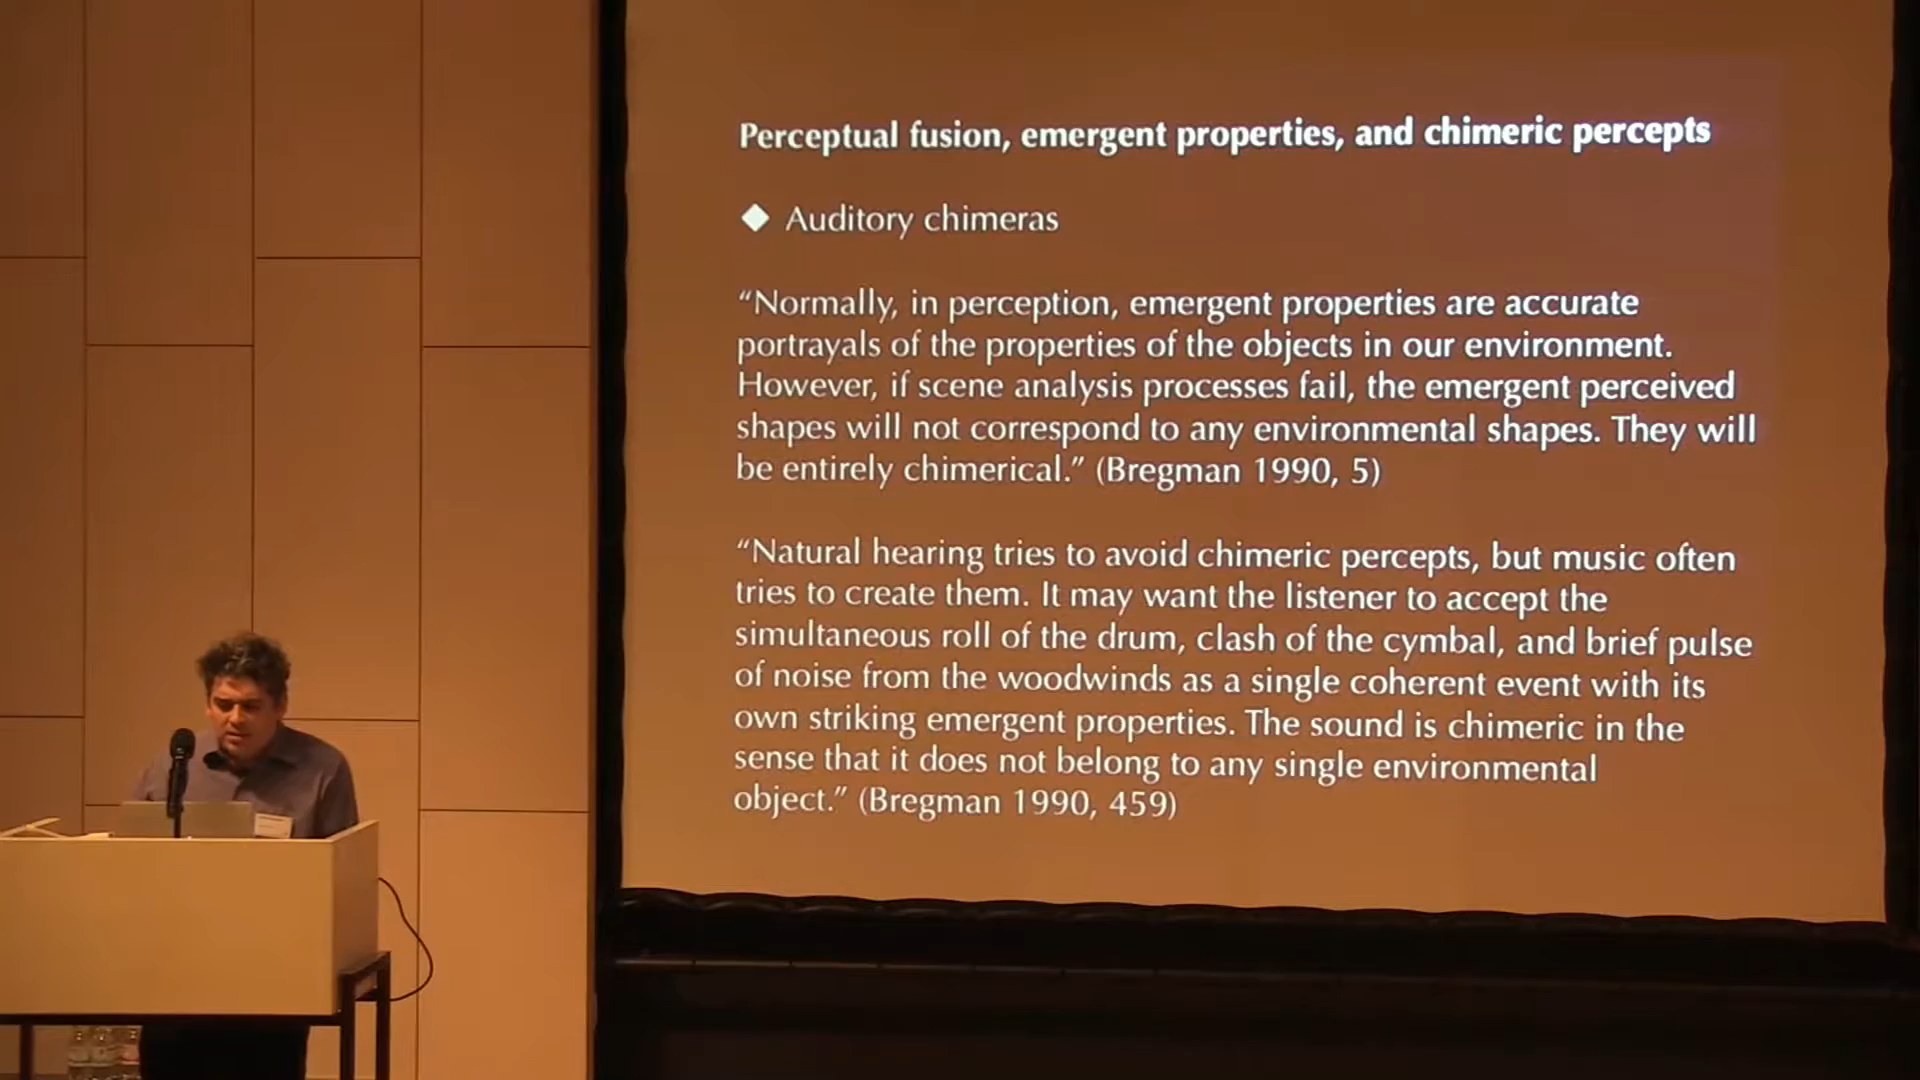 Perceptual fusion, emergent properties, and chimeric percepts
◆ Auditory chimeras
“Normally, in perception, emergent properties are accurate
portrayals of the properties of the objects in our environment.
However, if scene analysis processes fail, the emergent perceived
shapes will not correspond to any environmental shapes. They will
be entirely chimerical.” (Bregman 1990, 5)
“Natural hearing tries to avoid chimeric percepts, but music often
tries to create them. It may want the listener to accept the
simultaneous roll of the drum, clash of the cymbal, and brief pulse
of noise from the woodwinds as a single coherent event with its
own striking emergent properties. The sound is chimeric in the
sense that it does not belong to any single environmental
object.” (Bregman 1990, 459)